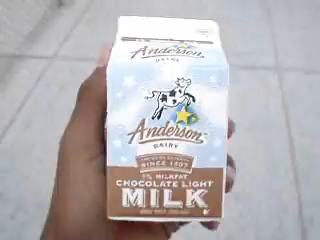 Anderson
DAIRY
Anderson
DAIRY
SINCE 1907
1% MILKFAT
CHOCOLATE LIGHT
MILK